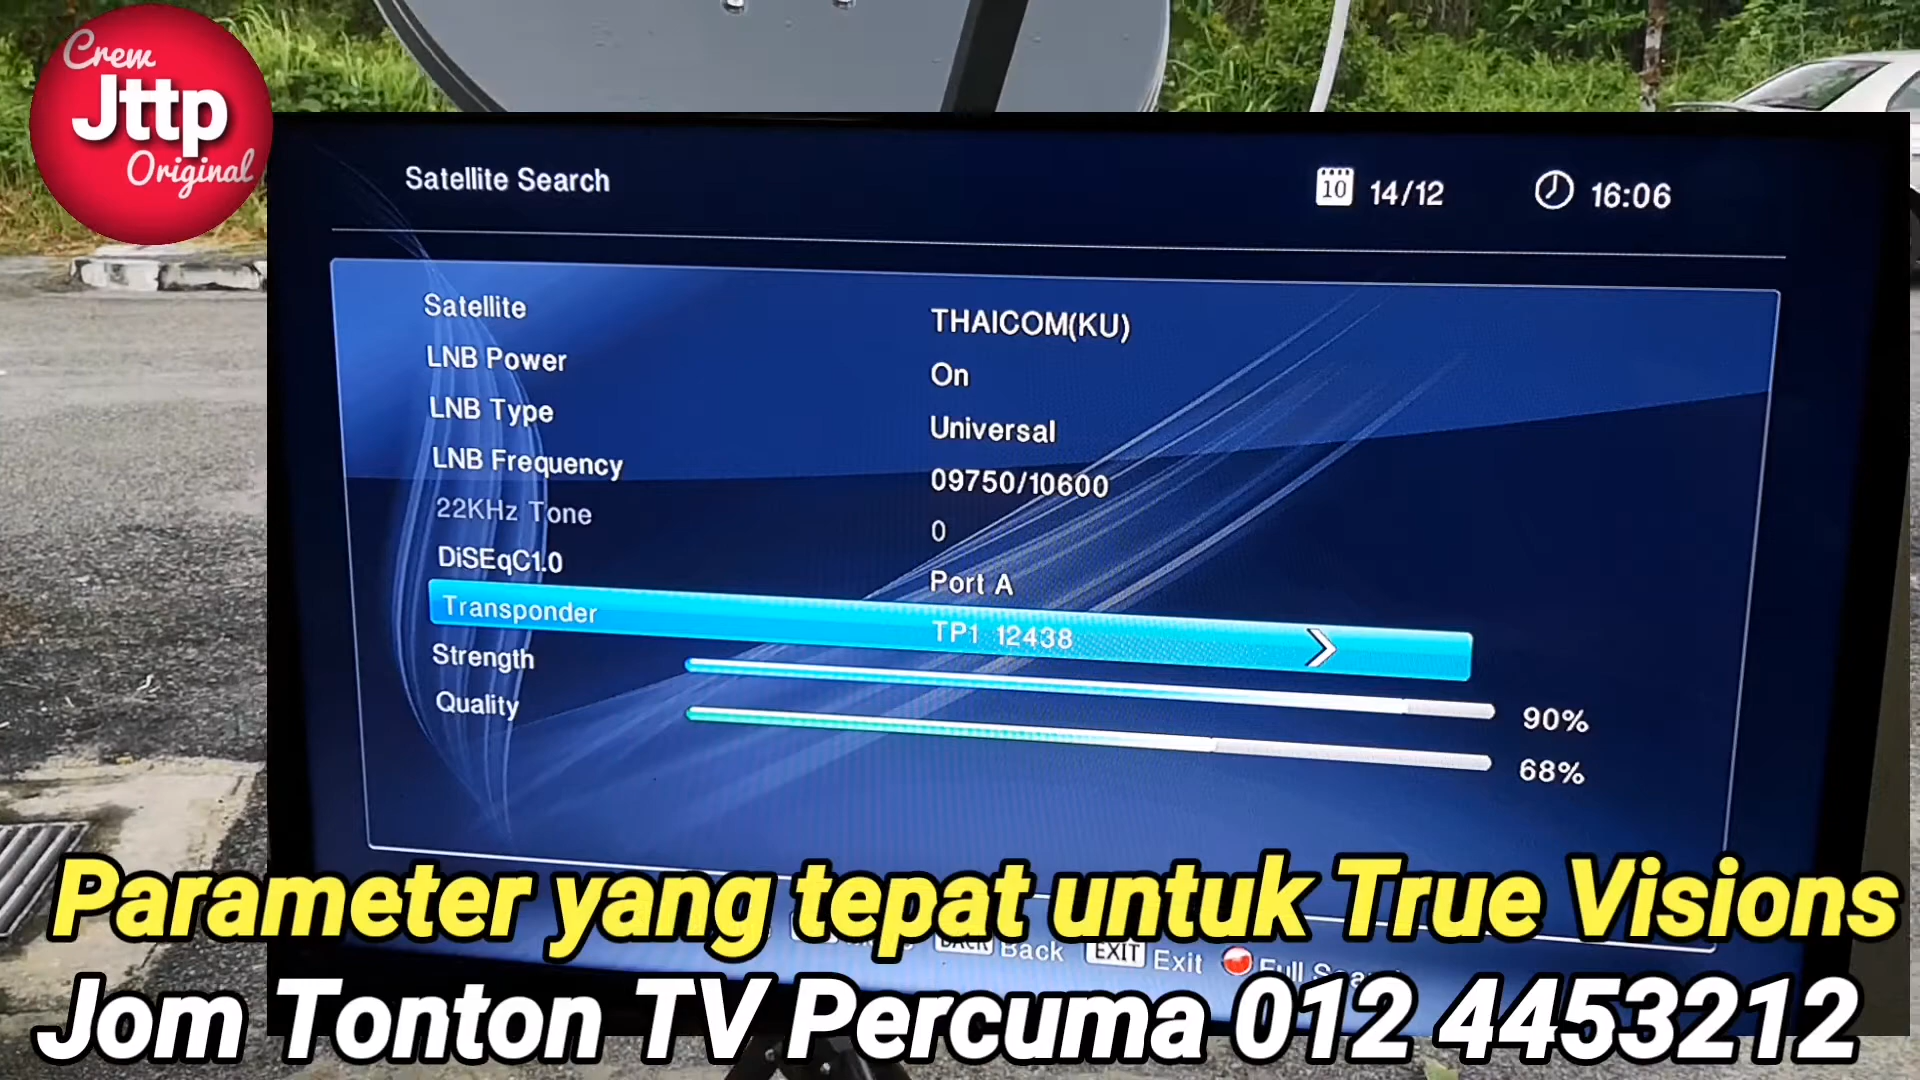 Crew
Jttp
Original
Satellite Search
10
14/12
16:06
Satellite THAICOM(KU)
LNB Power On
LNB Type Universal
LNB Frequency 09750/10600
22KHz Tone 0
DiSEqC1.0 Port A
Transponder TP1 12438
Strength 90%
Quality 68%
BACK Back EXIT Exit Full
Parameter yang tepat untuk True Visions
Jom Tonton TV Percuma 012 4453212